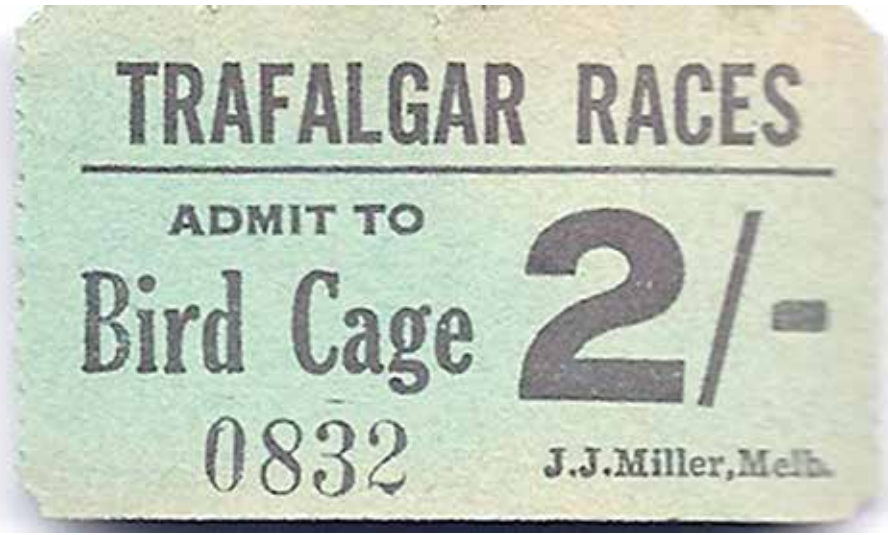 TRAFALGAR RACES
ADMIT TO
Bird Cage
2/-
0832
J.J.Miller,Melb.